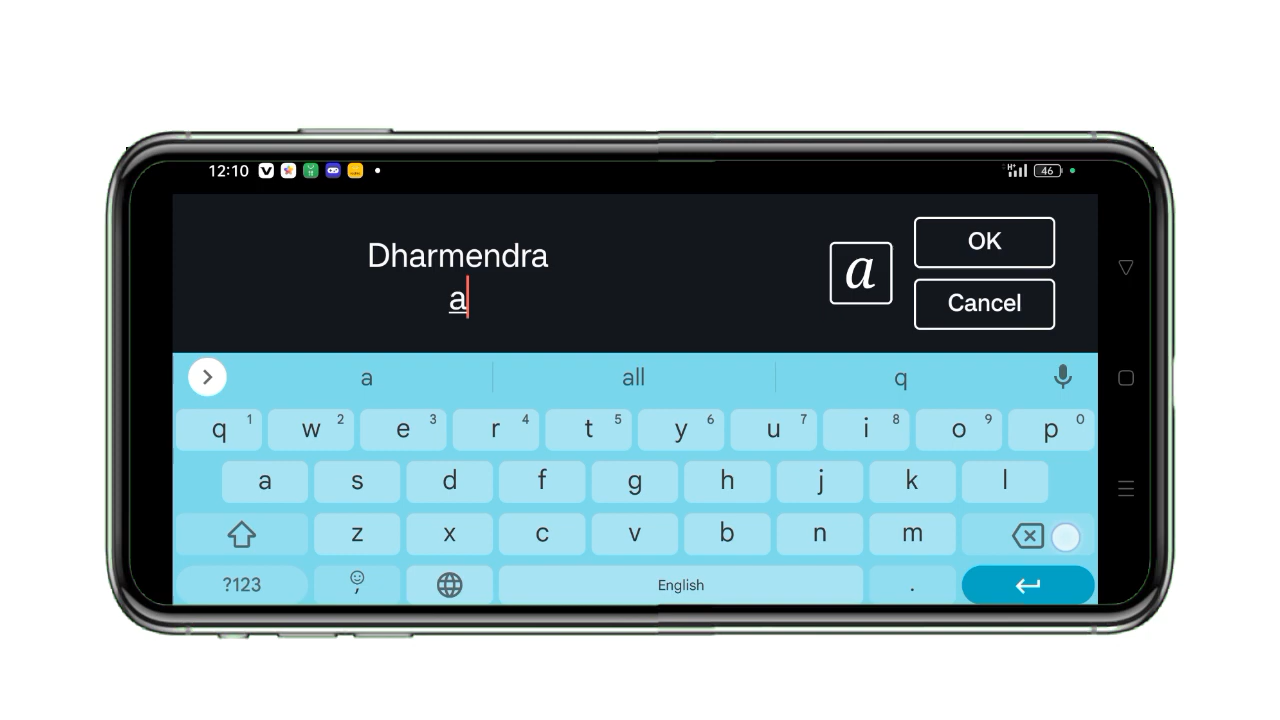 12:10
46
Dharmendra
a
a
OK
Cancel
a all q
q 1 w 2 e 3 r 4 t 5 y 6 u 7 i 8 o 9 p 0
a s d f g h j k l
z x c v b n m
?123 , English .